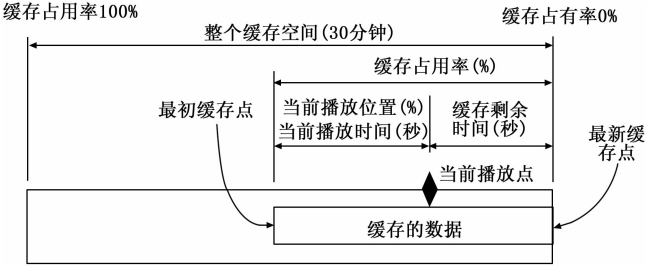 缓存占用率100%
缓存占有率0%
整个缓存空间(30分钟)
缓存占用率(%)
最初缓存点
当前播放位置(%)
当前播放时间(秒)
缓存剩余
时间(秒)
最新缓
存点
当前播放点
缓存的数据